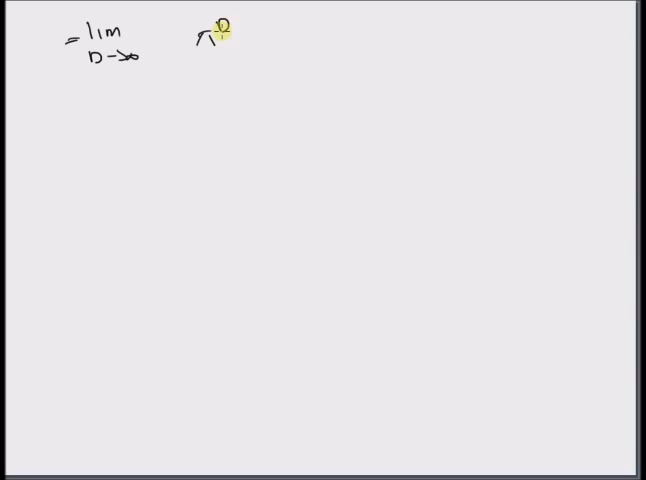 = lim π^n
n→∞